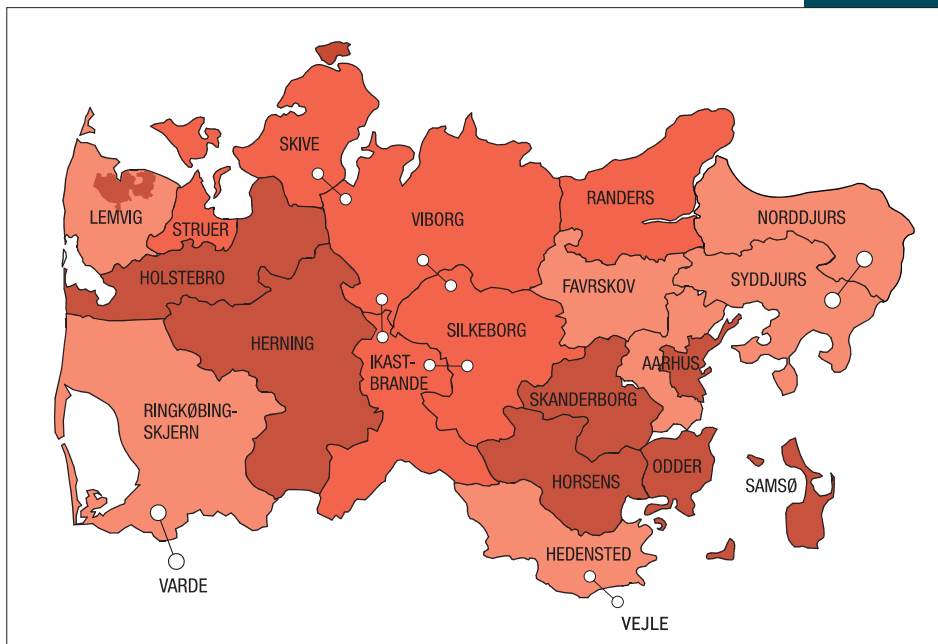 SKIVE
RANDERS
LEMVIG
VIBORG
NORDDJURS
STRUER
HOLSTEBRO
FAVRSKOV
SYDDJURS
SILKEBORG
HERNING
IKAST-
BRANDE
AARHUS
SKANDERBORG
RINGKØBING-
SKJERN
ODDER
HORSENS
SAMSØ
HEDENSTED
VARDE
VEJLE